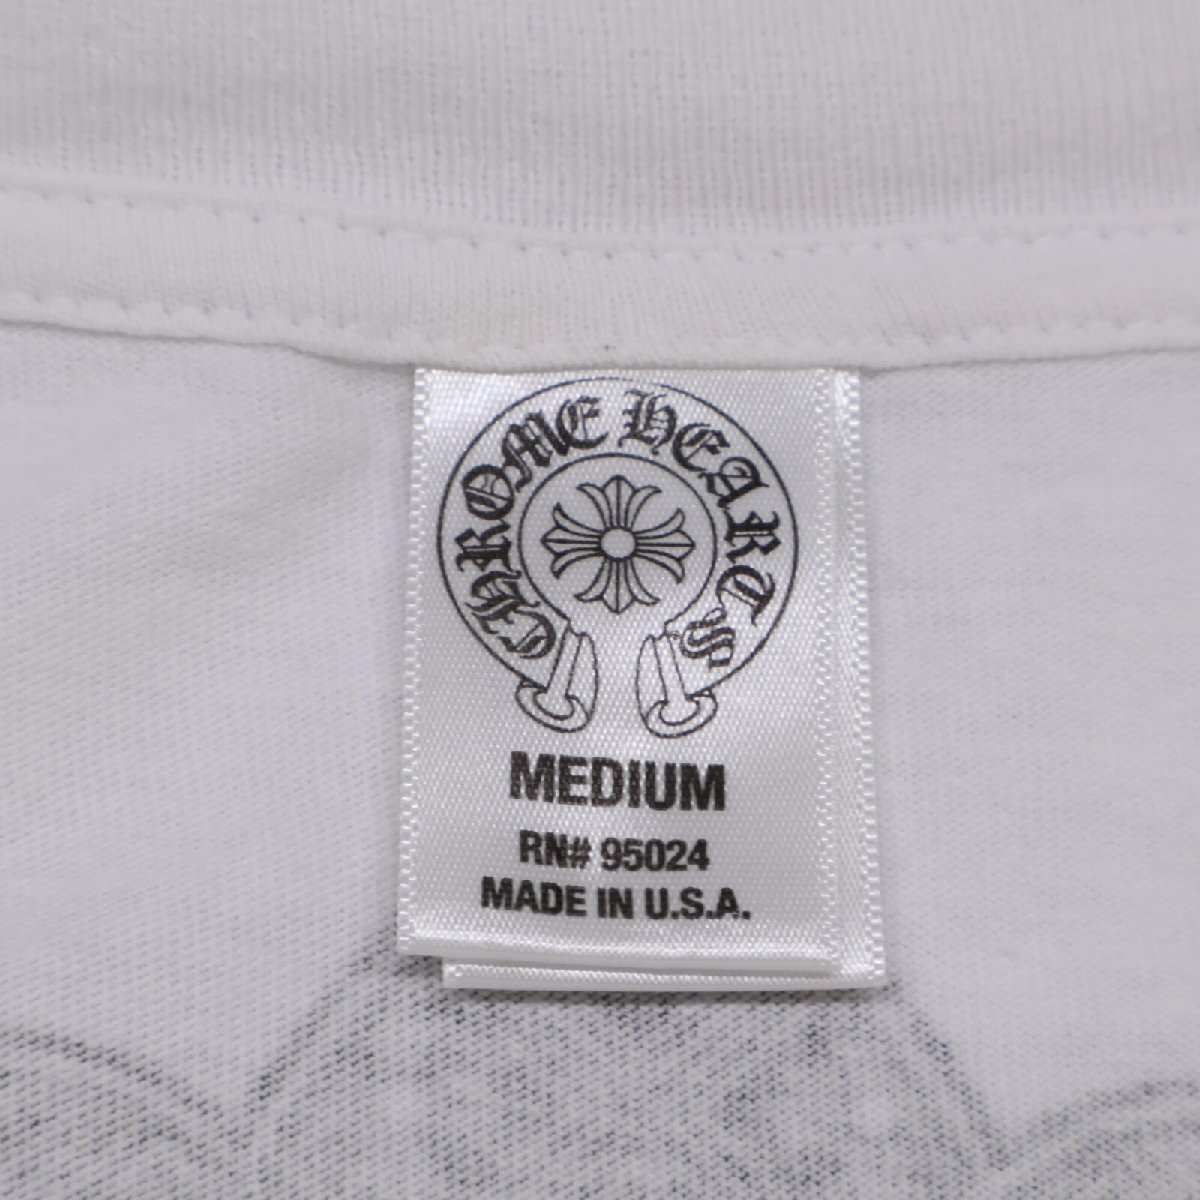 CHROME HEARTS
MEDIUM
RN# 95024
MADE IN U.S.A.